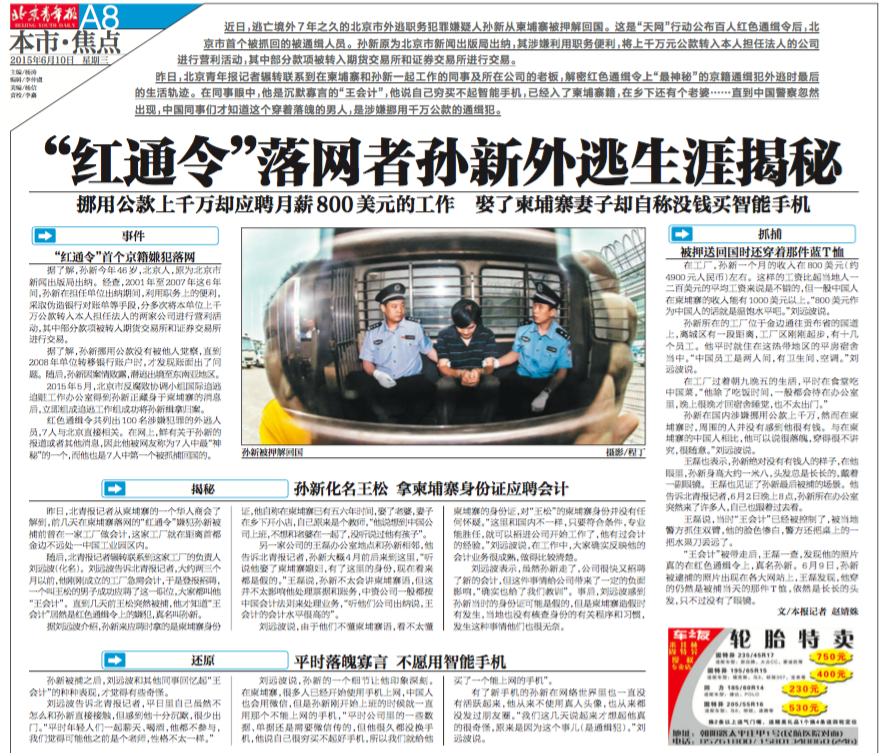 北京青年报
BEIJING YOUTH DAILY
A8
本市·焦点
2015年6月10日 星期三
近日，逃亡境外7年之久的北京市外逃职务犯罪嫌疑人孙新从柬埔寨被押解回国。这是“天网”行动公布百人红色通缉令后，北
京市首个被抓回的被通缉人员。孙新原为北京市新闻出版局出纳，其涉嫌利用职务便利，将上千万元公款转入本人担任法人的公司
进行营利活动，其中部分款项被转入期货交易所和证券交易所进行交易。
昨日，北京青年报记者辗转联系到在柬埔寨和孙新一起工作的同事及所在公司的老板，解密红色通缉令上“最神秘”的京籍通缉犯外逃时最后
的生活轨迹。在同事眼中，他是沉默寡言的“王会计”，他说自己穷买不起智能手机，已经入了柬埔寨籍，在乡下还有个老婆……直到中国警察忽然
出现，中国同事们才知道这个穿着落魄的男人，是涉嫌挪用千万公款的通缉犯。
“红通令”落网者孙新外逃生涯揭秘
挪用公款上千万却应聘月薪800美元的工作 娶了柬埔寨妻子却自称没钱买智能手机
事件
“红通令”首个京籍嫌犯落网
据了解，孙新今年46岁，北京人，原为北京市
新闻出版局出纳。经查，2001年至2007年这6年
间，孙新在担任单位出纳期间，利用职务上的便利，
采取伪造银行对账单等手段，分多次将本单位上千
万公款转入本人担任法人的两家公司进行营利活
动，其中部分款项被转入期货交易所和证券交易所
进行交易。
据了解，孙新挪用公款没有被他人觉察，直到
2008年单位转移银行账户时，才发现账面出了问
题。随后，孙新因案情败露，潜逃出境至东南亚地区。
2015年5月，北京市反腐败协调小组国际追逃
追赃工作办公室得到孙新正藏身于柬埔寨的消息
后，立即组成追逃工作组成功将孙新缉拿归案。
红色通缉令共列出100名涉嫌犯罪的外逃人
员，7人与北京直接相关。在网上，鲜有关于孙新的
报道或者其他消息，因此他被网友称为7人中最“神
秘”的一个，而他也是7人中第一个被抓捕回国的。
孙新被押解回国
摄影/程丁
抓捕
被押送回国时还穿着那件蓝T恤
在工厂，孙新一个月的收入在800美元（约
4900元人民币）左右。这样的工资比起当地人一
二百美元的平均工资来说是不错的，但一般中国人
在柬埔寨的收入能有1000美元以上。“800美元作
为中国人的话就是温饱水平吧。”刘远波说。
孙新所在的工厂位于金边通往贡布省的国道
上，离城区有一段距离，工厂区刚刚起步，有十几
个员工。他平时就住在这热带地区的平房宿舍
当中。“中国员工是两人间，有卫生间、空调。”刘
远波说。
在工厂过着朝九晚五的生活，平时在食堂吃
中国菜，“他除了吃饭时间，一般都会待在办公室
里，晚上很晚才回宿舍睡觉，也不太出门。”
孙新在国内涉嫌挪用公款上千万，然而在柬埔寨
时，周围的人并没有感到他很有钱。与在柬埔
寨的中国人相比，他可以说很落魄，穿得很不讲
究，很随意。”刘远波说。
王磊也表示，孙新绝对没有有钱人的样子，在他
眼里，孙新身高大约一米八，头发总是长长的，戴着
一副眼镜。王磊也见证了孙新最后被捕的场景。他
告诉北青报记者，6月2日晚上8点，孙新所在办公室
突然来了许多人，自己也跟着过去看。
王磊说，当时“王会计”已经被控制了，被当地
警方抓住双臂，他的脸色惨白，警方还把桌上的一
把水果刀丢远了。
“王会计”被带走后，王磊一查，发现他的照片
真的在红色通缉令上，真名孙新。6月9日，孙新
被逮捕的照片出现在各大网站上，王磊发现，他穿
的仍然是被捕当天的那件T恤，依然是长长的头
发，只不过没有了眼镜。
文/本报记者 赵婧姝
揭秘
孙新化名王松 拿柬埔寨身份证应聘会计
昨日，北青报记者从柬埔寨的一个华人商会了
解到，前几天在柬埔寨落网的“红通令”嫌犯孙新被
捕前曾在一家工厂做会计，这家工厂就在距离首都
金边不远处一中国工业园区内。
随后，北青报记者辗转联系到这家工厂的负责人
刘远波（化名）。刘远波告诉北青报记者，大约两三个
月以前，他刚刚成立的工厂急聘会计，于是登报招聘，
一个叫王松的男子成功应聘了这一职位，大家都叫他
“王会计”。直到几天前王松突然被捕，他才知道“王会
计”居然是红色通缉令上的嫌犯，真名叫孙新。
据刘远波介绍，孙新来应聘时拿的是柬埔寨身份
证，他自称在柬埔寨已有五六年时间，娶了老婆，妻子
在乡下开小店，自己原来是个教师。“他说想到中国公
司上班，不想和老婆在一起了，没听说过他有孩子。”
另一家公司的王磊办公室地点和孙新相邻，他
告诉北青报记者，孙新大概4月前后来到这里，“听
说他娶了柬埔寨媳妇，有了这里的身份，现在看来
都是假的。”王磊说，孙新不太会讲柬埔寨语，但这
并不太影响他处理票据和账务，中资公司一般都按
中国会计法则来处理业务，“听他们公司出纳说，王
会计的会计水平很高的”。
刘远波说，由于他们不懂柬埔寨语，看不太懂
柬埔寨的身份证，对“王松”的柬埔寨身份并没有任
何怀疑。“这里和国内不一样，只要符合条件，专业
能胜任，就可以招进公司开始工作了，他有过会计
的经验。”刘远波说，在工作中，大家确实反映他的
会计业务很成熟，做得比较清楚。
刘远波表示，虽然孙新走了，公司很快又招聘
了新的会计，但这件事情给公司带来了一定的负面
影响，“确实也给了我们教训”。事后，刘远波感到
孙新当时的身份证可能是假的，但是柬埔寨造假时
有发生，当地也没有核查身份的有关程序和习惯，
发生这种事情他们也很无奈。
还原
平时落魄寡言 不愿用智能手机
孙新被捕之后，刘远波和其他同事回忆起“王
会计”的种种表现，才觉得有些奇怪。
刘远波告诉北青报记者，平日里自己虽然不
怎么和孙新直接接触，但感到他十分沉默，很少出
门。“平时年轻人们一起聊天、喝酒，他都不参与，
我们觉得可能他之前是个老师，性格不太一样。”
刘远波说，孙新的一个细节让他印象深刻。
在柬埔寨，很多人已经开始使用手机上网，中国人
也会用微信，但是孙新刚开始上班的时候就一直
用那个不能上网的手机，“平时公司里的一些数
据、单据还是需要微信传的，但他很久都没换手
机，他说自己很穷买不起好手机，所以我们就给他
买了一个能上网的手机”。
有了新手机的孙新在网络世界里也一直没
有活跃起来，他从来不使用真人头像，也从来都
没发过朋友圈。“我们这几天说起来才想起他真
的很奇怪，原来是因为这个事儿（是通缉犯）。”刘
远波说。
车爵
轮胎特卖
固特异 235/45R17
750元
固特异 195/65R15
400元
185/60R14
230元
固特异 205/55R16
530元